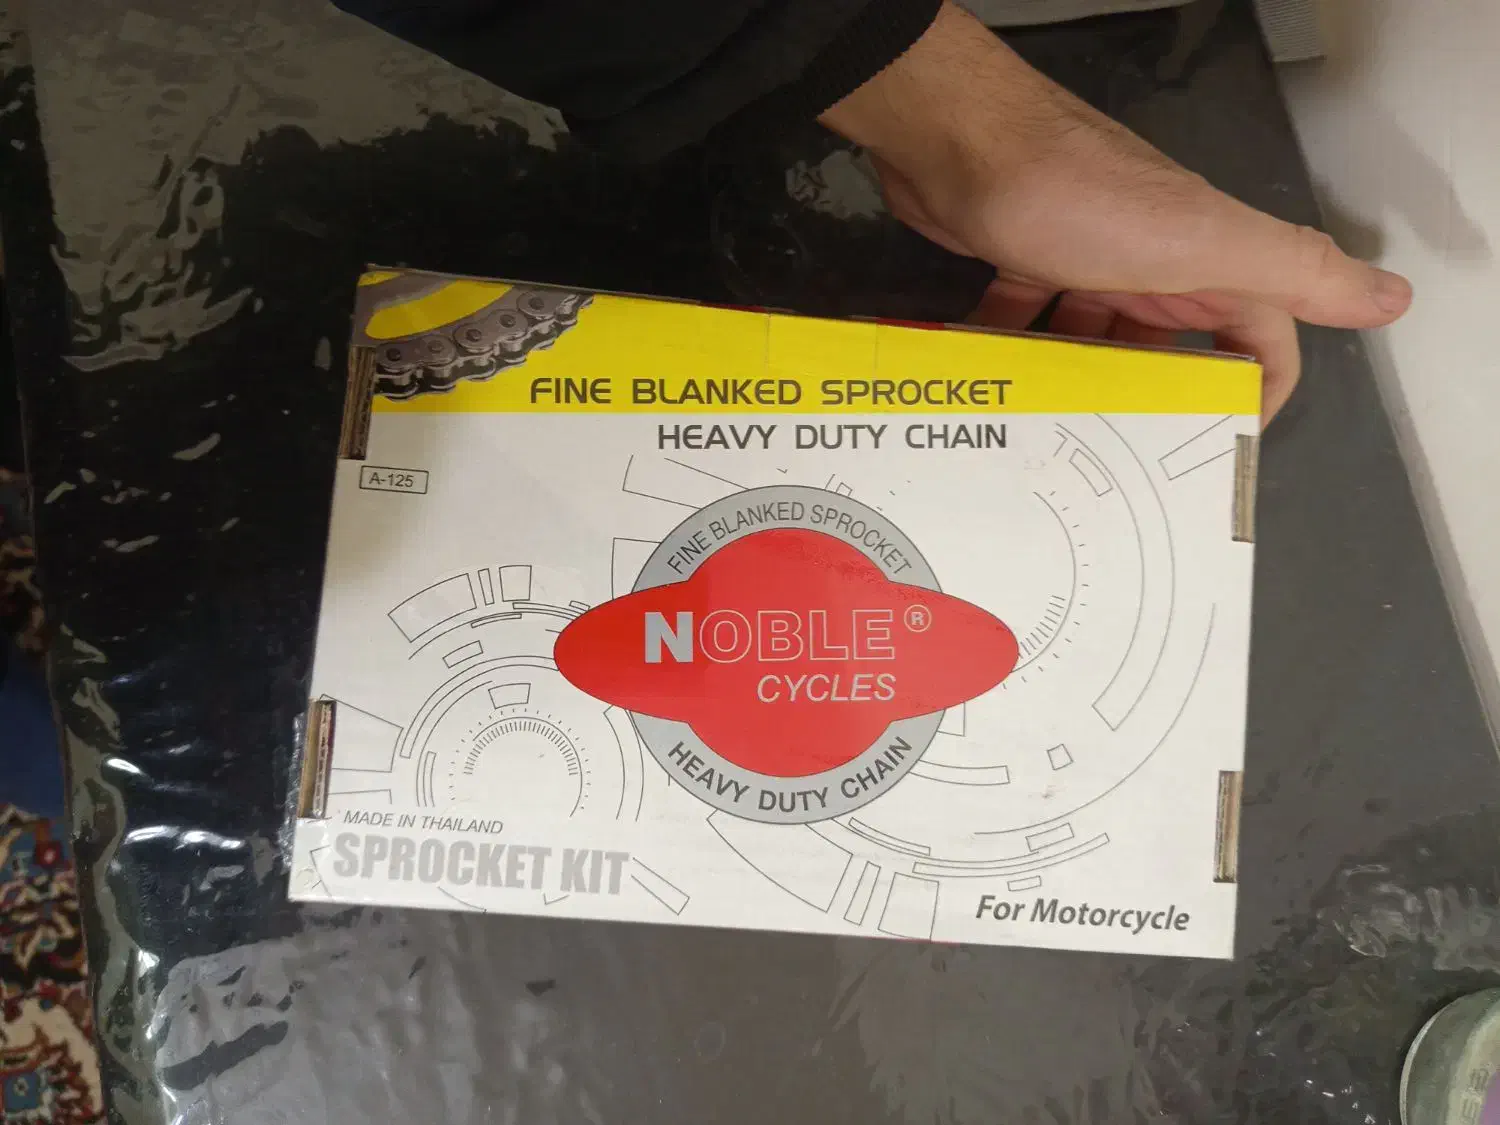 FINE BLANKED SPROCKET
HEAVY DUTY CHAIN
A-125
FINE BLANKED SPROCKET
NOBLE®
CYCLES
HEAVY DUTY CHAIN
MADE IN THAILAND
SPROCKET KIT
For Motorcycle